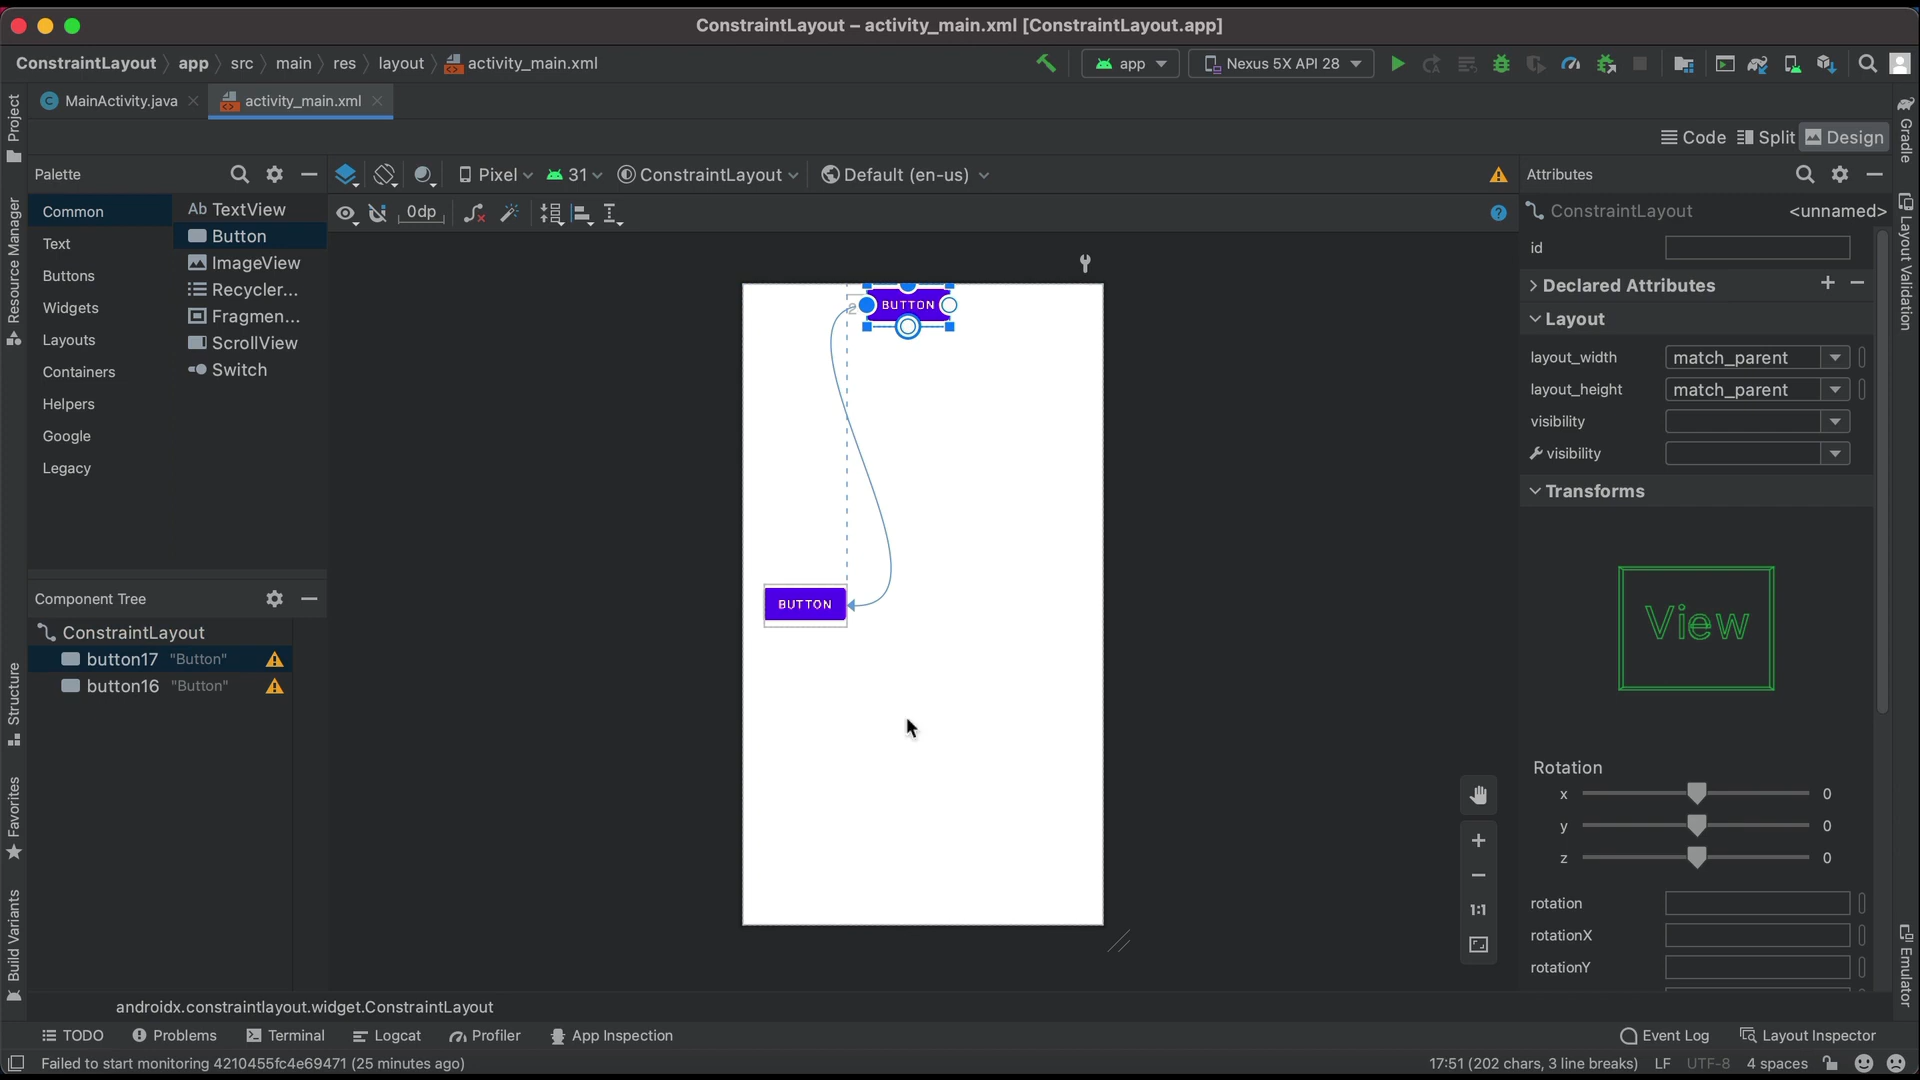 ConstraintLayout – activity_main.xml [ConstraintLayout.app]
ConstraintLayout app src main res layout activity_main.xml
app Nexus 5X API 28
MainActivity.java activity_main.xml
Code Split Design
Palette
Pixel 31 ConstraintLayout Default (en-us)
Attributes
Common
Text
Buttons
Widgets
Layouts
Containers
Helpers
Google
Legacy
Ab TextView
Button
ImageView
Recycler...
Fragmen...
ScrollView
Switch
0dp
BUTTON
BUTTON
ConstraintLayout <unnamed>
id
Declared Attributes
Layout
layout_width match_parent
layout_height match_parent
visibility
visibility
Transforms
View
Rotation
x 0
y 0
z 0
rotation
rotationX
rotationY
1:1
Component Tree
ConstraintLayout
button17 "Button"
button16 "Button"
Project
Resource Manager
Structure
Favorites
Build Variants
Gradle
Layout Validation
Emulator
androidx.constraintlayout.widget.ConstraintLayout
TODO Problems Terminal Logcat Profiler App Inspection
Event Log Layout Inspector
Failed to start monitoring 4210455fc4e69471 (25 minutes ago)
17:51 (202 chars, 3 line breaks) LF UTF-8 4 spaces